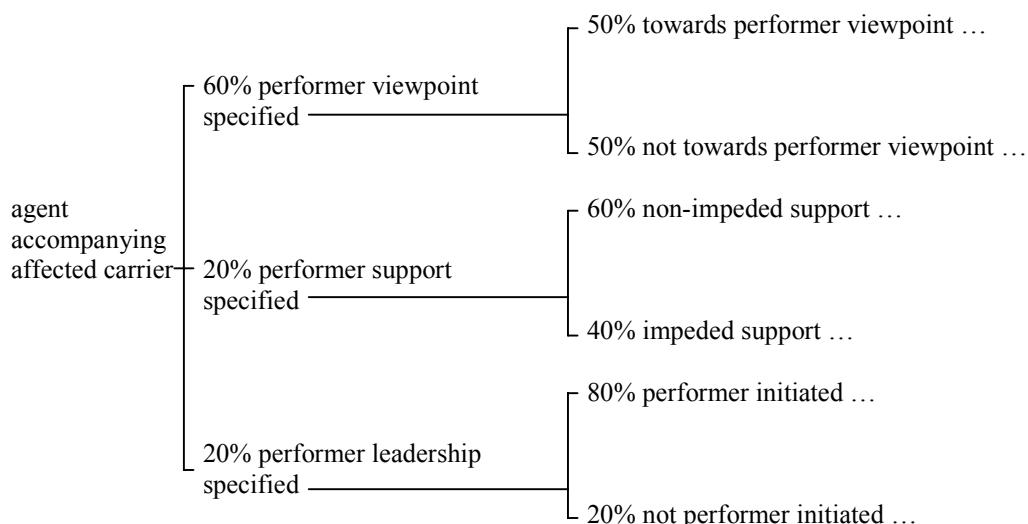 50% towards performer viewpoint …
60% performer viewpoint
specified
50% not towards performer viewpoint …
agent
accompanying
affected carrier
60% non-impeded support …
20% performer support
specified
40% impeded support …
80% performer initiated …
20% performer leadership
specified
20% not performer initiated …